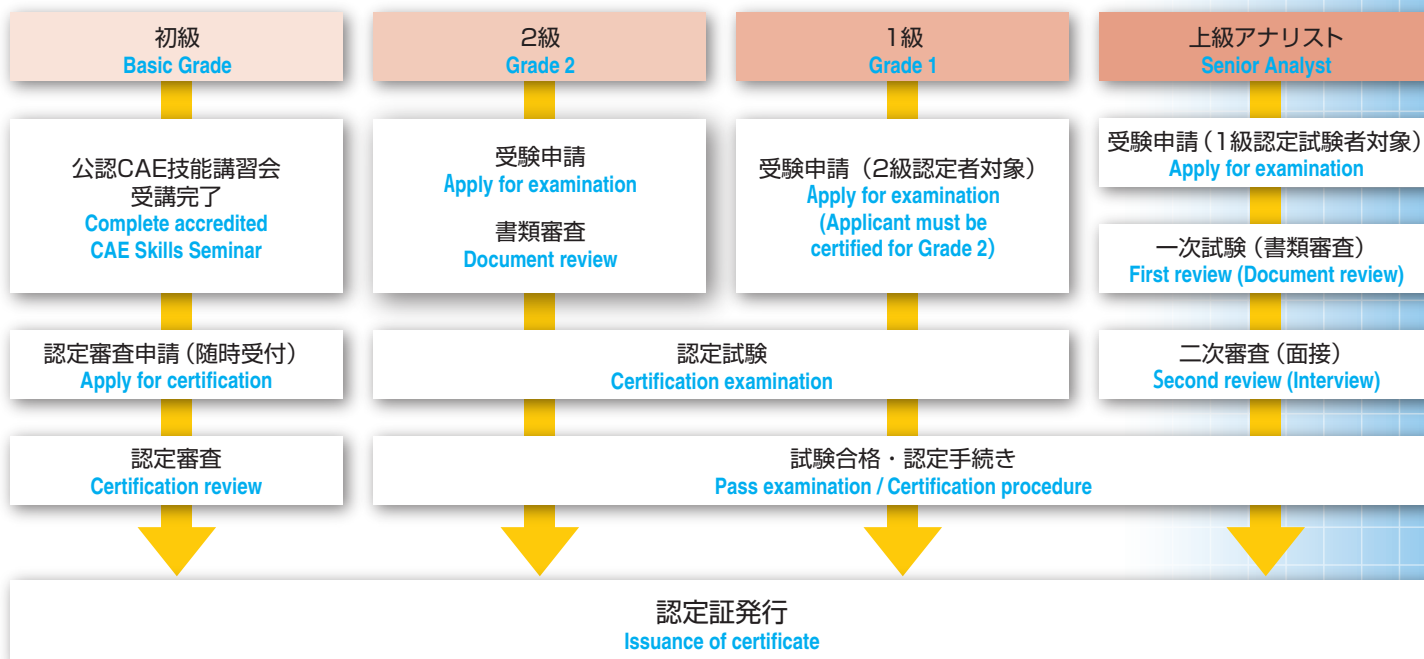 初級
Basic Grade
2級
Grade 2
1級
Grade 1
上級アナリスト
Senior Analyst
公認CAE技能講習会
受講完了
Complete accredited
CAE Skills Seminar
受験申請
Apply for examination
書類審査
Document review
受験申請（2級認定者対象）
Apply for examination
(Applicant must be
certified for Grade 2)
受験申請（1級認定試験者対象）
Apply for examination
一次試験（書類審査）
First review (Document review)
認定審査申請（随時受付）
Apply for certification
認定試験
Certification examination
二次審査（面接）
Second review (Interview)
認定審査
Certification review
試験合格・認定手続き
Pass examination / Certification procedure
認定証発行
Issuance of certificate